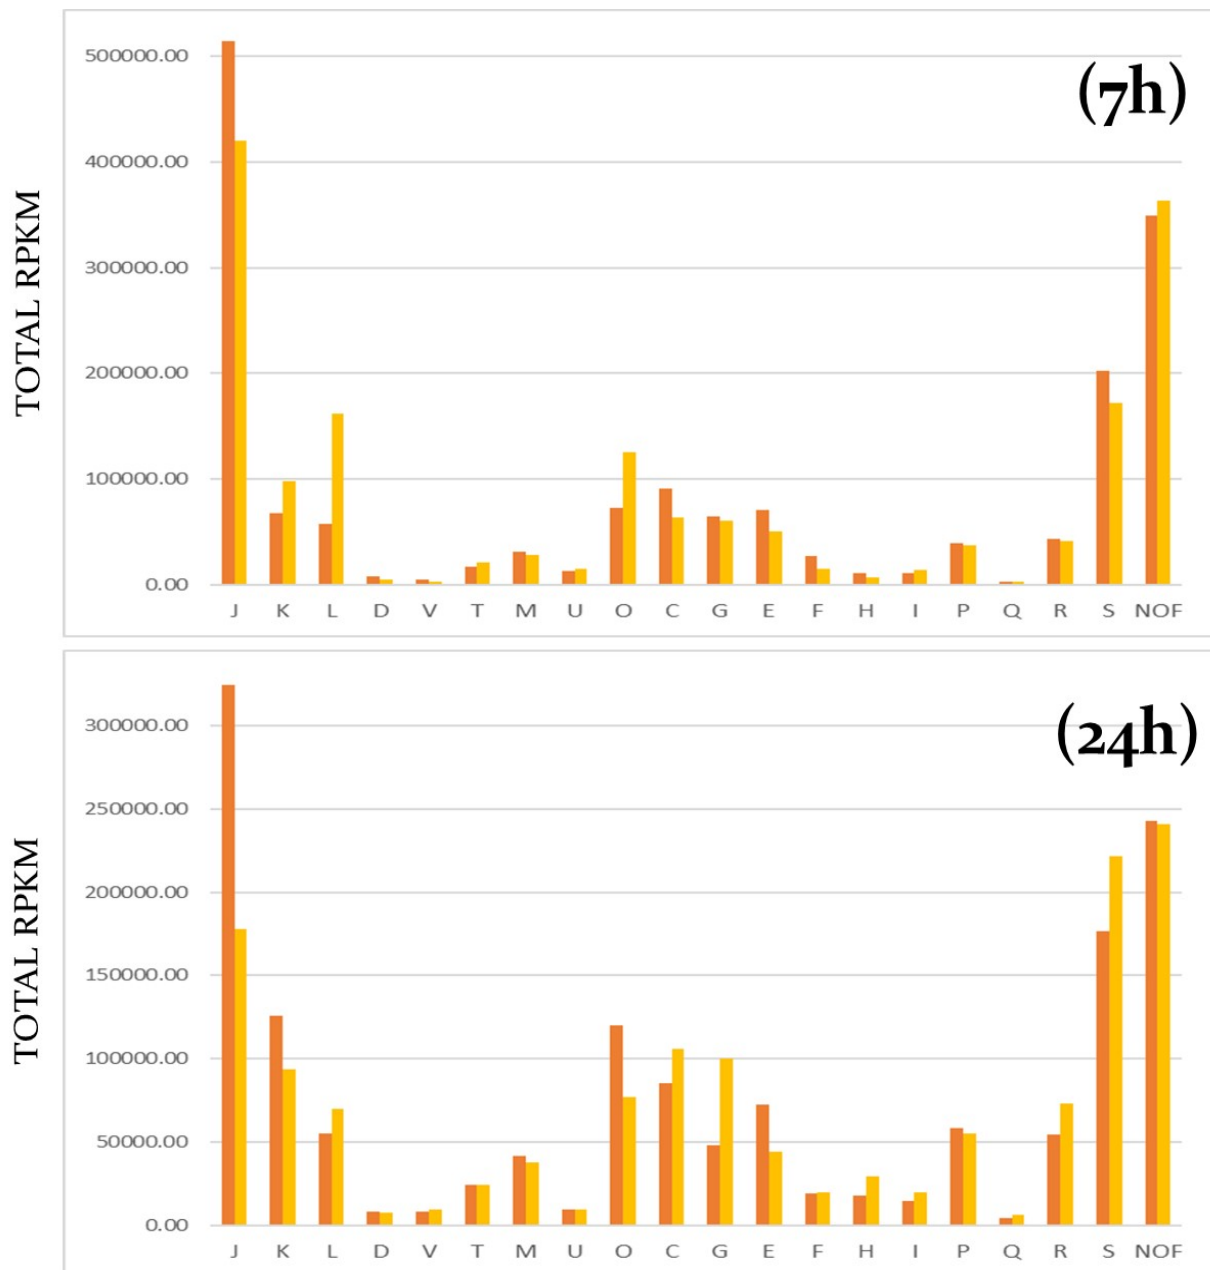 (7h)
TOTAL RPKM
500000.00
400000.00
300000.00
200000.00
100000.00
0.00
J K L D V T M U O C G E F H I P Q R S NOF
(24h)
TOTAL RPKM
300000.00
250000.00
200000.00
150000.00
100000.00
50000.00
0.00
J K L D V T M U O C G E F H I P Q R S NOF